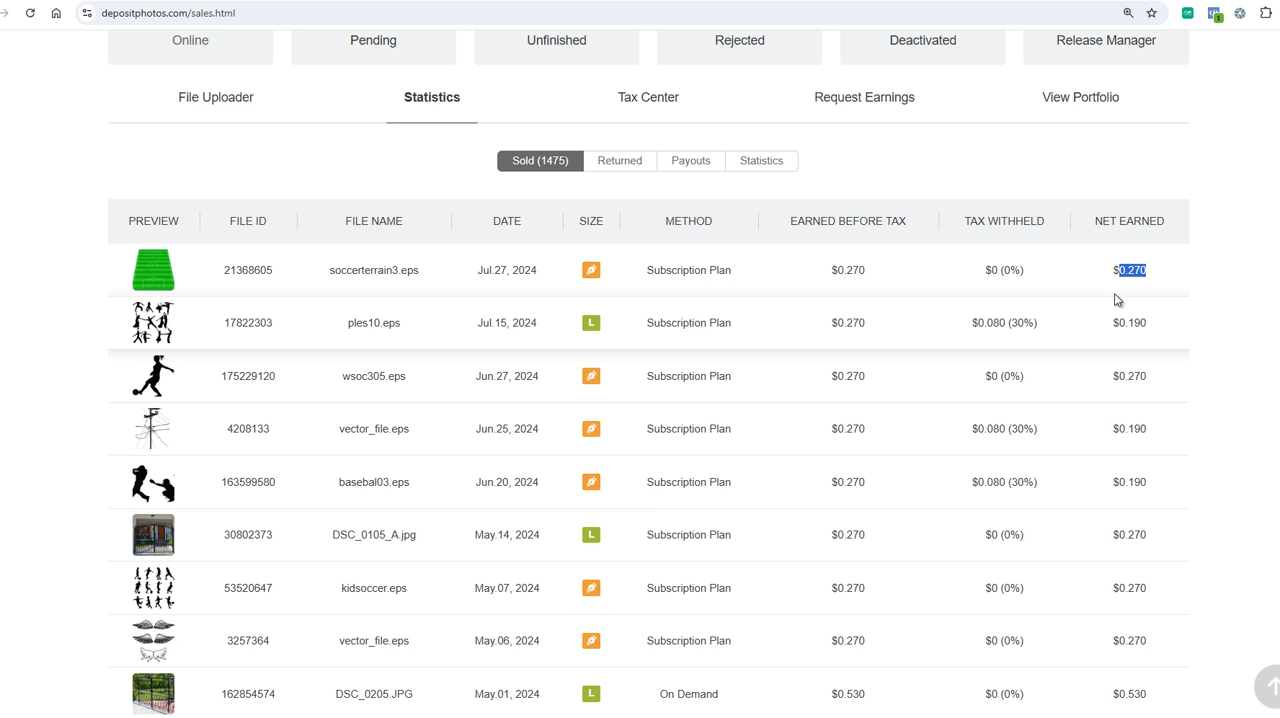 depositphotos.com/sales.html
1
Online Pending Unfinished Rejected Deactivated Release Manager
File Uploader Statistics Tax Center Request Earnings View Portfolio
Sold (1475) Returned Payouts Statistics
PREVIEW FILE ID FILE NAME DATE SIZE METHOD EARNED BEFORE TAX TAX WITHHELD NET EARNED
21368605 soccerterrain3.eps Jul.27, 2024 Subscription Plan $0.270 $0 (0%) $0.270
17822303 ples10.eps Jul.15, 2024 L Subscription Plan $0.270 $0.080 (30%) $0.190
175229120 wsoc305.eps Jun.27, 2024 Subscription Plan $0.270 $0 (0%) $0.270
4208133 vector_file.eps Jun.25, 2024 Subscription Plan $0.270 $0.080 (30%) $0.190
163599580 basebal03.eps Jun.20, 2024 Subscription Plan $0.270 $0.080 (30%) $0.190
30802373 DSC_0105_A.jpg May.14, 2024 L Subscription Plan $0.270 $0 (0%) $0.270
53520647 kidsoccer.eps May.07, 2024 Subscription Plan $0.270 $0 (0%) $0.270
3257364 vector_file.eps May.06, 2024 Subscription Plan $0.270 $0 (0%) $0.270
162854574 DSC_0205.JPG May.01, 2024 L On Demand $0.530 $0 (0%) $0.530